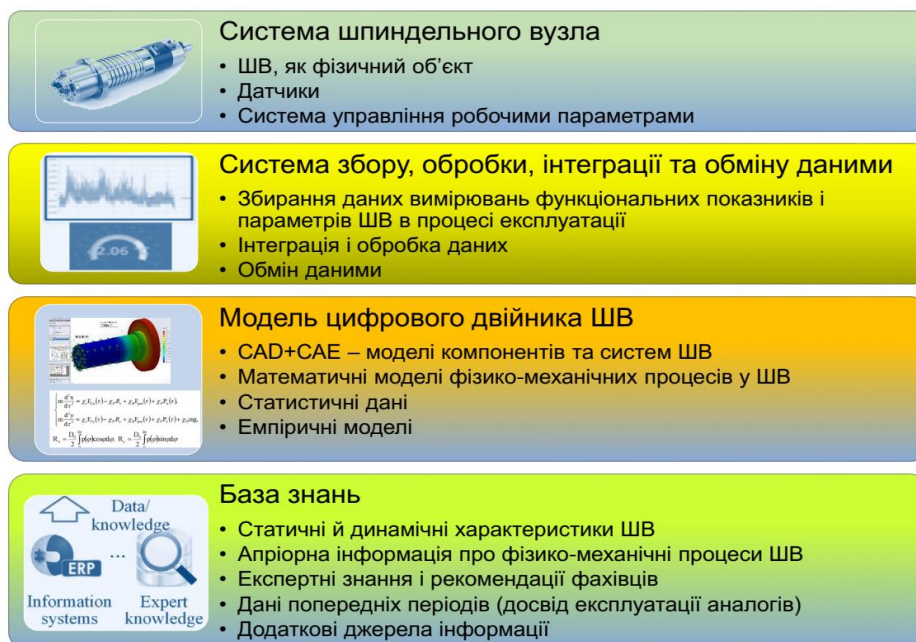 Система шпиндельного вузла
• ШВ, як фізичний об’єкт
• Датчики
• Система управління робочими параметрами
Система збору, обробки, інтеграції та обміну даними
• Збирання даних вимірювань функціональних показників і
параметрів ШВ в процесі експлуатації
• Інтеграція і обробка даних
• Обмін даними
2.06
Модель цифрового двійника ШВ
• CAD+CAE – моделі компонентів та систем ШВ
• Математичні моделі фізико-механічних процесів у ШВ
• Статистичні дані
• Емпіричні моделі
База знань
• Статичні й динамічні характеристики ШВ
• Апріорна інформація про фізико-механічні процеси ШВ
• Експертні знання і рекомендації фахівців
• Дані попередніх періодів (досвід експлуатації аналогів)
• Додаткові джерела інформації
Data/
knowledge
...
ERP
Information
systems
Expert
knowledge